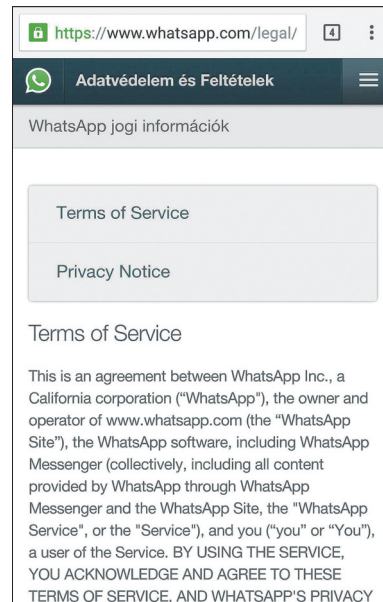 https://www.whatsapp.com/legal/ 4
Adatvédelem és Feltételek
WhatsApp jogi információk
Terms of Service
Privacy Notice
Terms of Service
This is an agreement between WhatsApp Inc., a
California corporation (“WhatsApp"), the owner and
operator of www.whatsapp.com (the “WhatsApp
Site”), the WhatsApp software, including WhatsApp
Messenger (collectively, including all content
provided by WhatsApp through WhatsApp
Messenger and the WhatsApp Site, the "WhatsApp
Service", or the "Service"), and you (“you” or “You”),
a user of the Service. BY USING THE SERVICE,
YOU ACKNOWLEDGE AND AGREE TO THESE
TERMS OF SERVICE, AND WHATSAPP'S PRIVACY